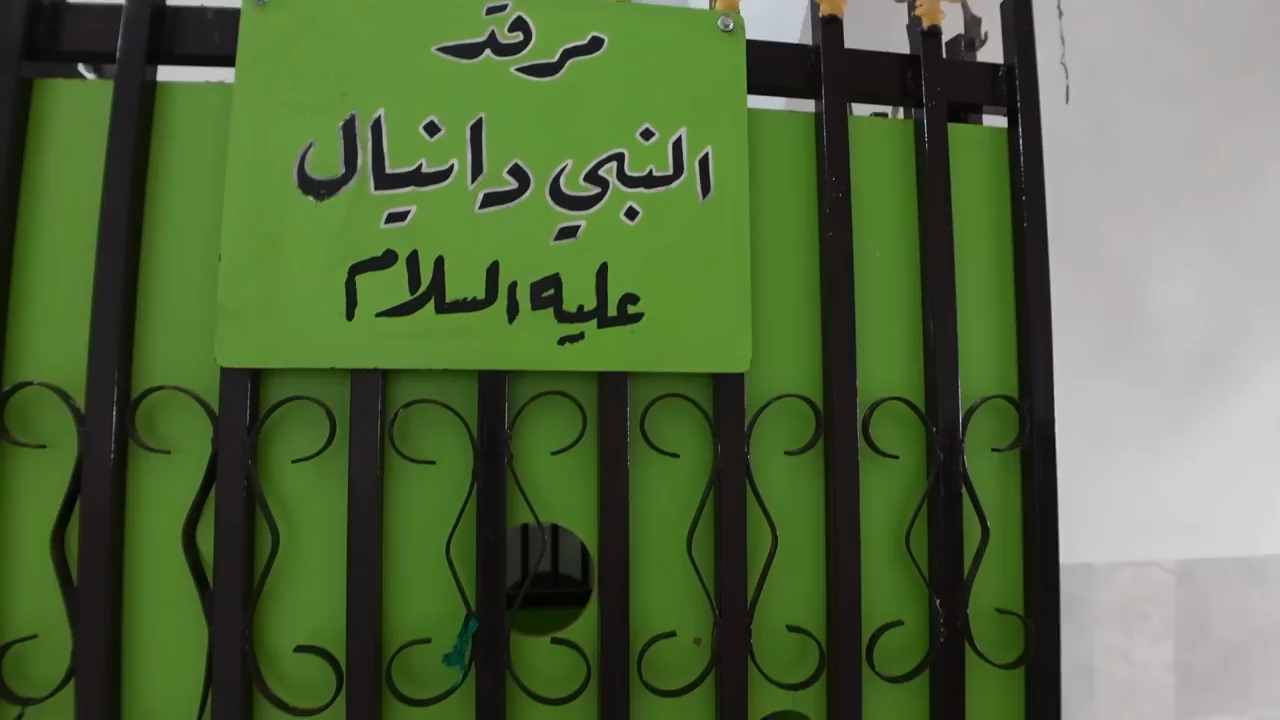 مرقد
النبي دانيال
عليه السلام